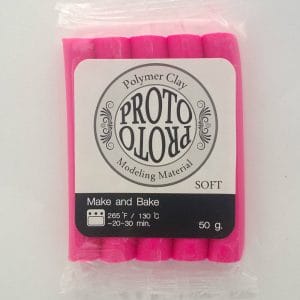 Polymer Clay
PROTO
PROTO
Modeling Material
SOFT
Make and Bake
265°F / 130°C
~20-30 min.
50 g.